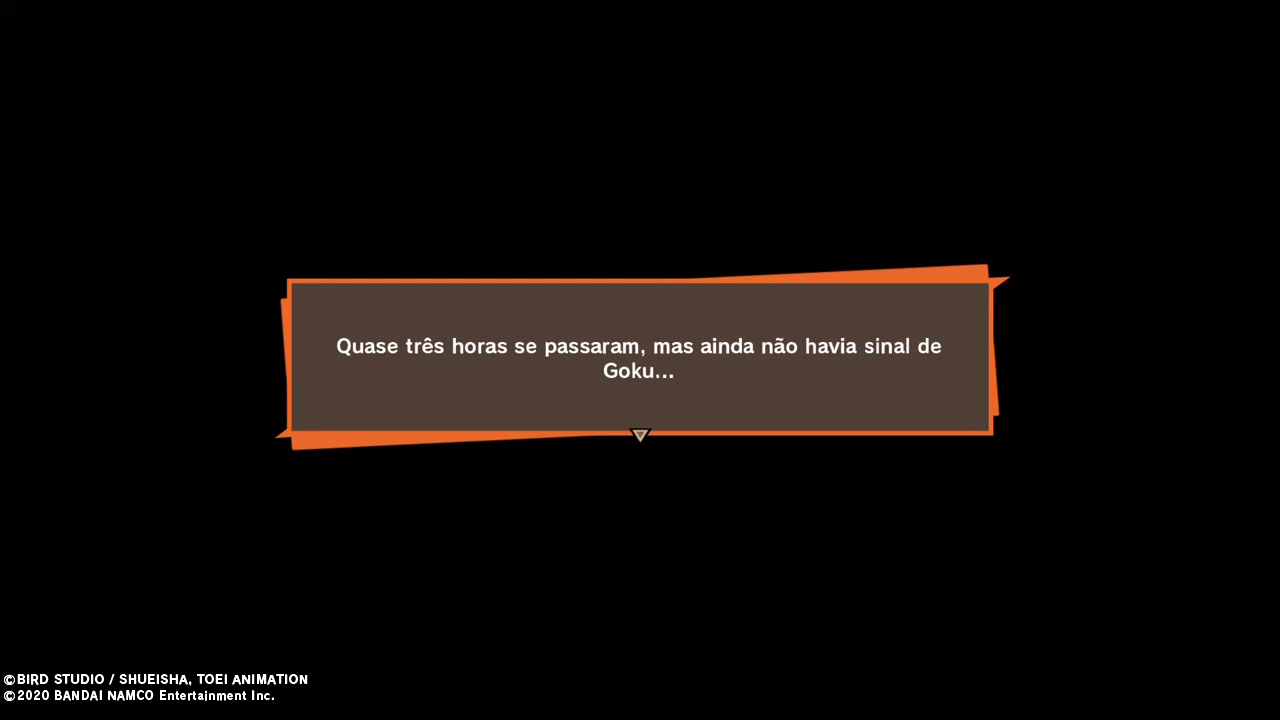 Quase três horas se passaram, mas ainda não havia sinal de
Goku...
©BIRD STUDIO / SHUEISHA, TOEI ANIMATION
©2020 BANDAI NAMCO Entertainment Inc.